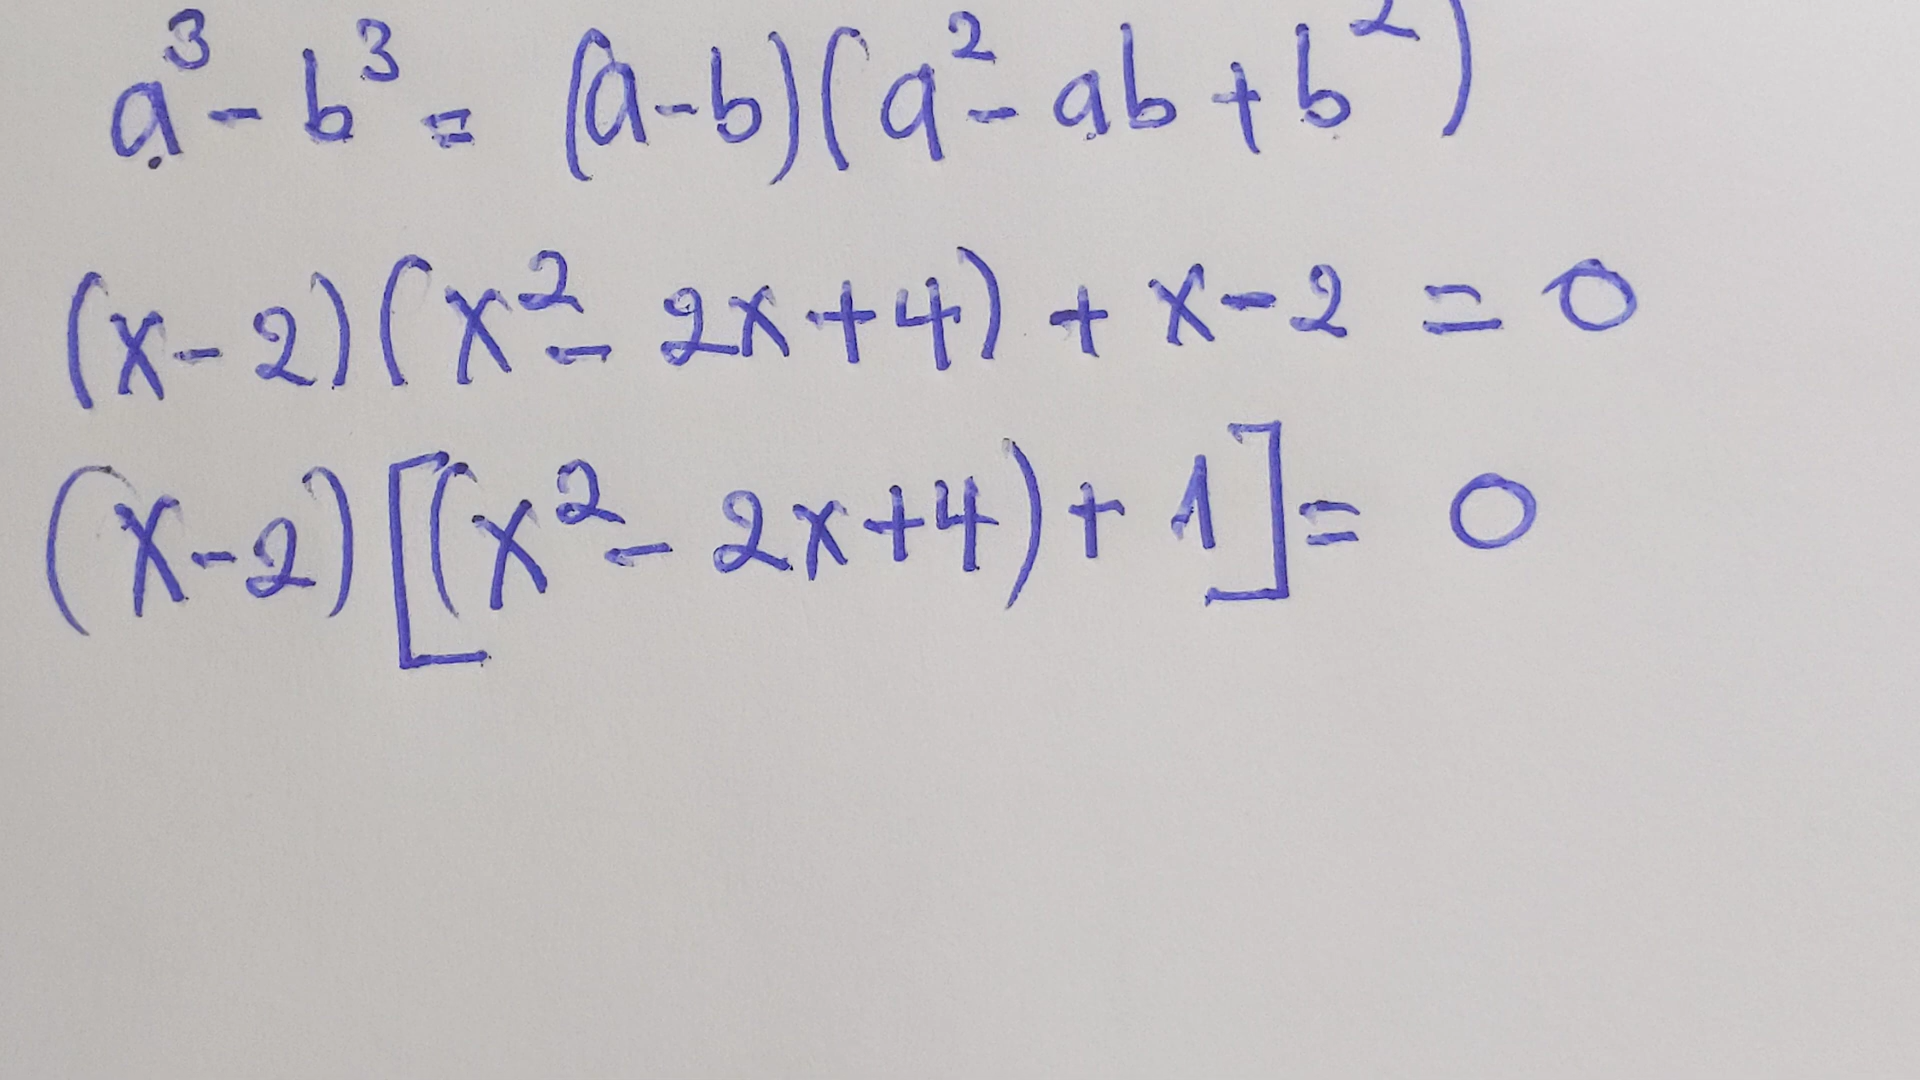 a³ - b³ = (a-b)(a² - ab + b²)
(x-2)(x² - 2x+4) + x-2 = 0
(x-2)[(x² - 2x+4)+1] = 0